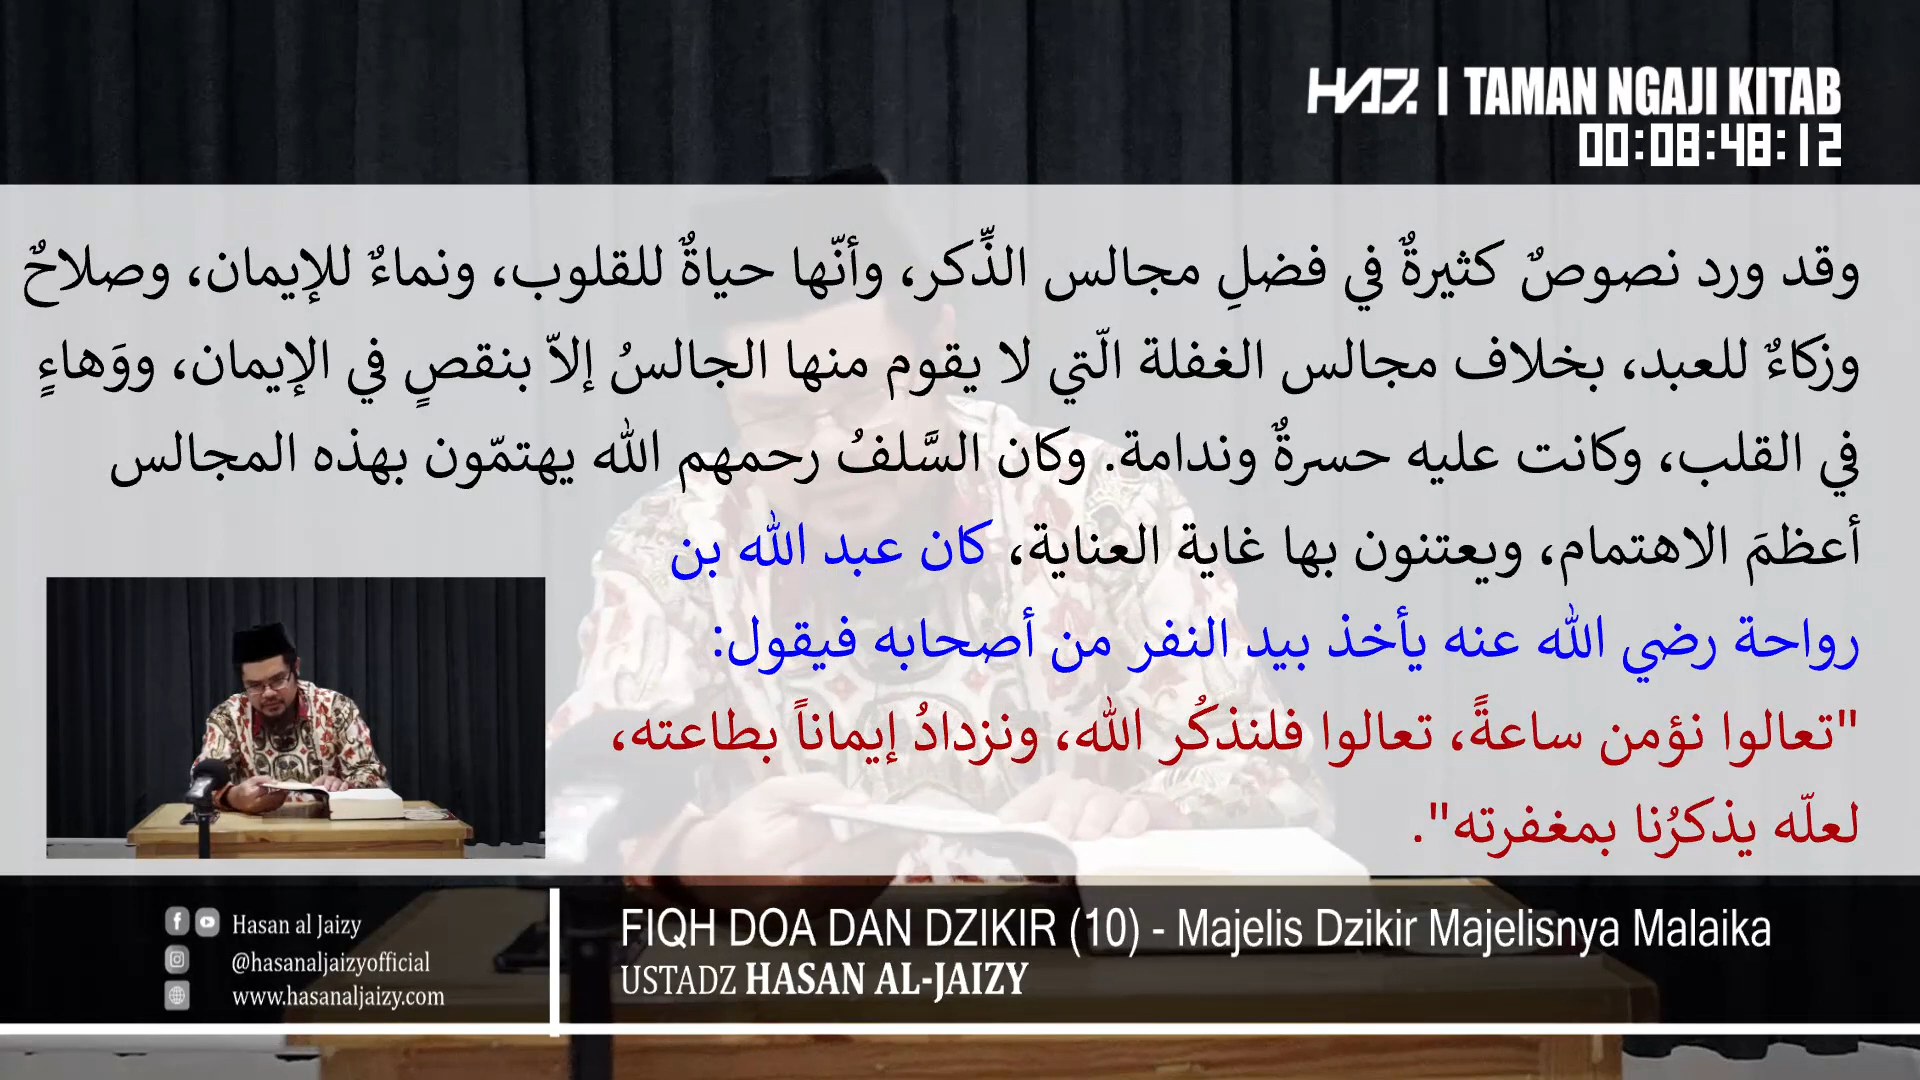 HAJZ | TAMAN NGAJI KITAB
00:08:48:12
وقد ورد نصوصٌ كثيرةٌ في فضلِ مجالس الذِّكر، وأنّها حياةٌ للقلوب، ونماءٌ للإيمان، وصلاحٌ
وزكاءٌ للعبد، بخلاف مجالس الغفلة الّتي لا يقوم منها الجالسُ إلاّ بنقصٍ في الإيمان، ووَهاءٍ
في القلب، وكانت عليه حسرةٌ وندامة. وكان السَّلفُ رحمهم الله يهتمّون بهذه المجالس
أعظمَ الاهتمام، ويعتنون بها غاية العناية، كان عبد الله بن
رواحة رضي الله عنه يأخذ بيد النفر من أصحابه فيقول:
"تعالوا نؤمن ساعةً، تعالوا فلنذكُر الله، ونزدادُ إيماناً بطاعته،
لعلّه يذكرُنا بمغفرته".
Hasan al Jaizy
@hasanaljaizyofficial
www.hasanaljaizy.com
FIQH DOA DAN DZIKIR (10) - Majelis Dzikir Majelisnya Malaika
USTADZ HASAN AL-JAIZY